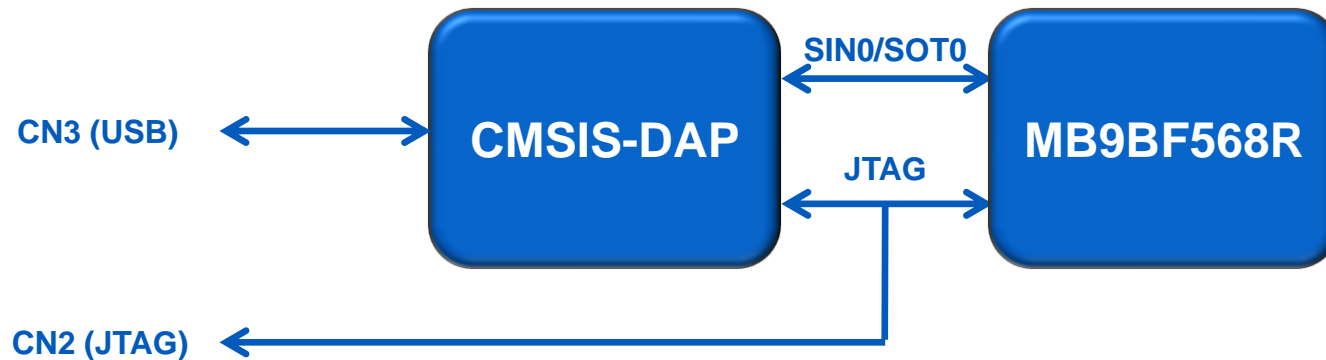 SIN0/SOT0
CN3 (USB)
CMSIS-DAP
MB9BF568R
JTAG
CN2 (JTAG)